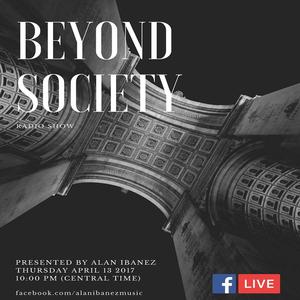 BEYOND
SOCIETY
RADIO SHOW
PRESENTED BY ALAN IBANEZ
THURSDAY APRIL 13 2017
10:00 PM (CENTRAL TIME)
facebook.com/alanibanezmusic
f LIVE